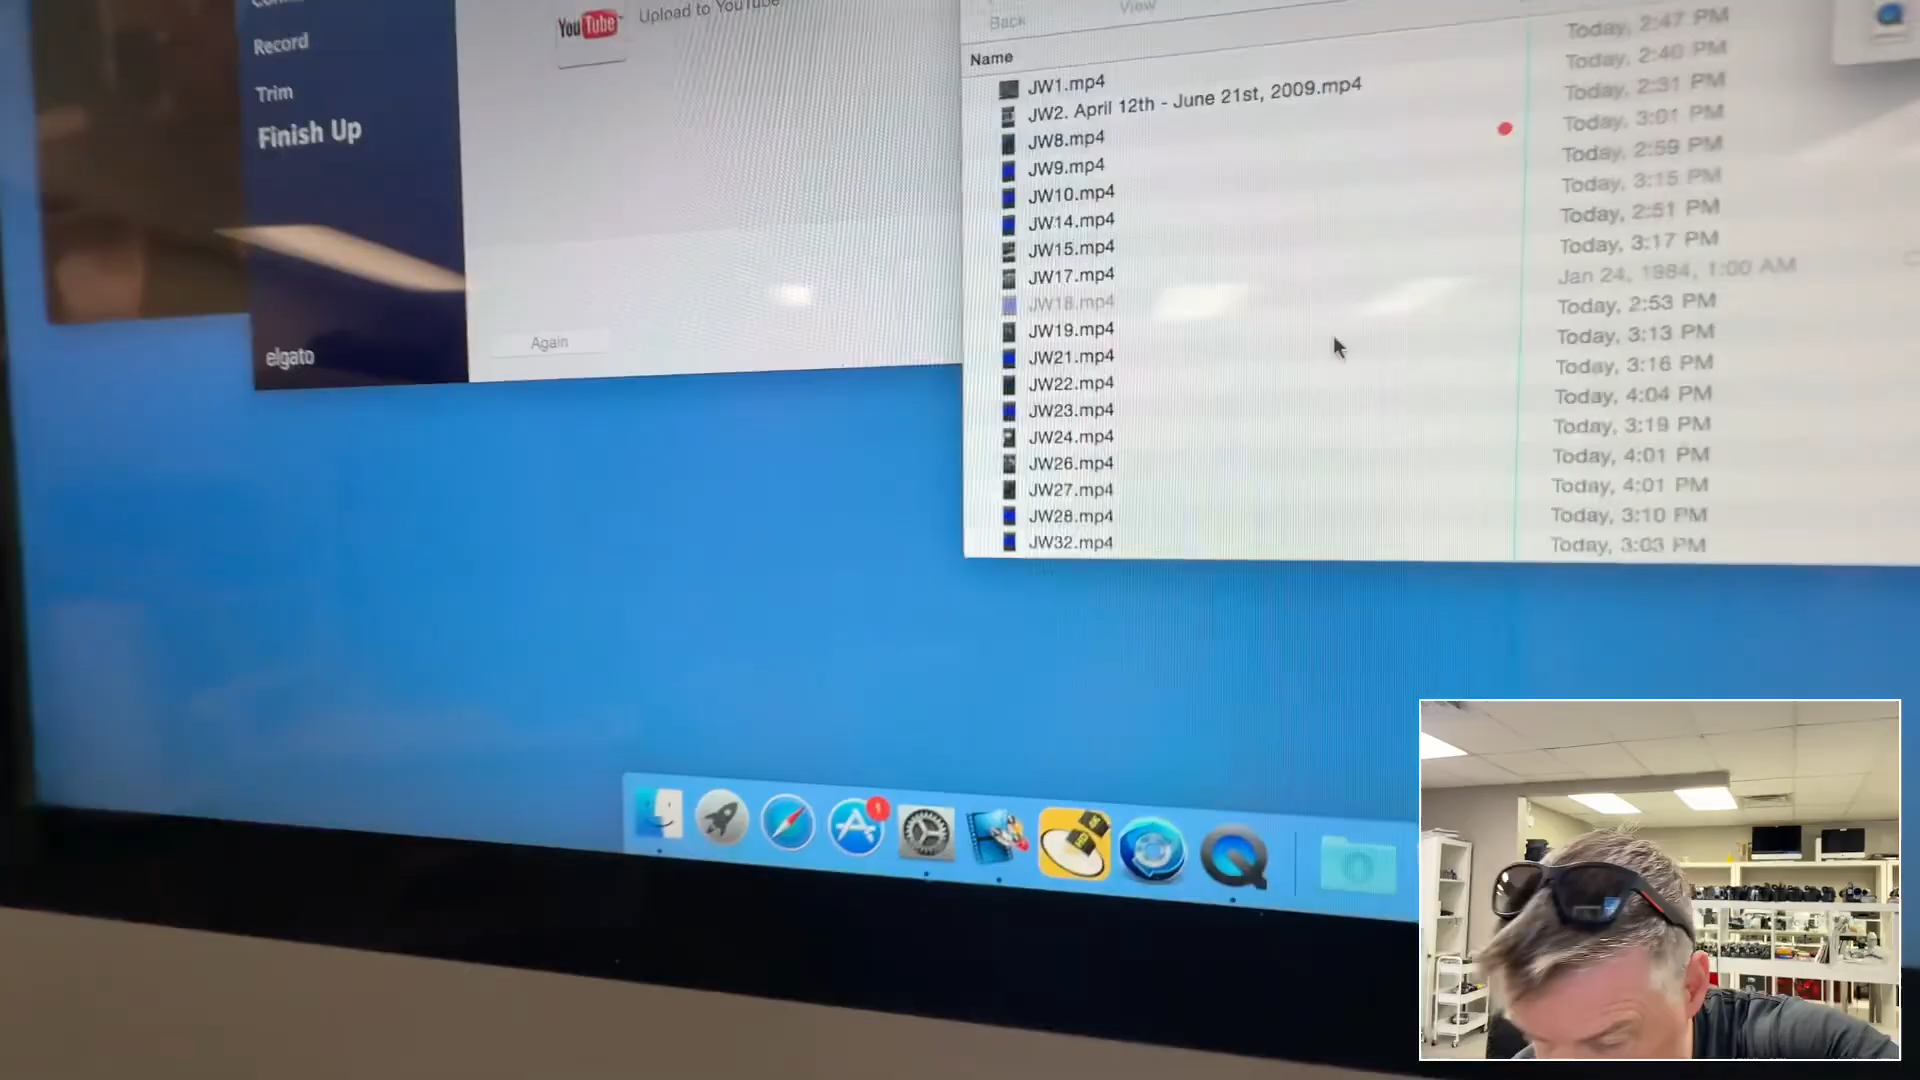 Record
Trim
Finish Up
elgato
You Tube
Upload to YouTube
Again
Back
View
Name
JW1.mp4
JW2. April 12th - June 21st, 2009.mp4
JW8.mp4
JW9.mp4
JW10.mp4
JW14.mp4
JW15.mp4
JW17.mp4
JW18.mp4
JW19.mp4
JW21.mp4
JW22.mp4
JW23.mp4
JW24.mp4
JW26.mp4
JW27.mp4
JW28.mp4
JW32.mp4
Today, 2:47 PM
Today, 2:40 PM
Today, 2:31 PM
Today, 3:01 PM
Today, 2:59 PM
Today, 3:15 PM
Today, 2:51 PM
Today, 3:17 PM
Jan 24, 1984, 1:00 AM
Today, 2:53 PM
Today, 3:13 PM
Today, 3:16 PM
Today, 4:04 PM
Today, 3:19 PM
Today, 4:01 PM
Today, 4:01 PM
Today, 3:10 PM
Today, 3:03 PM